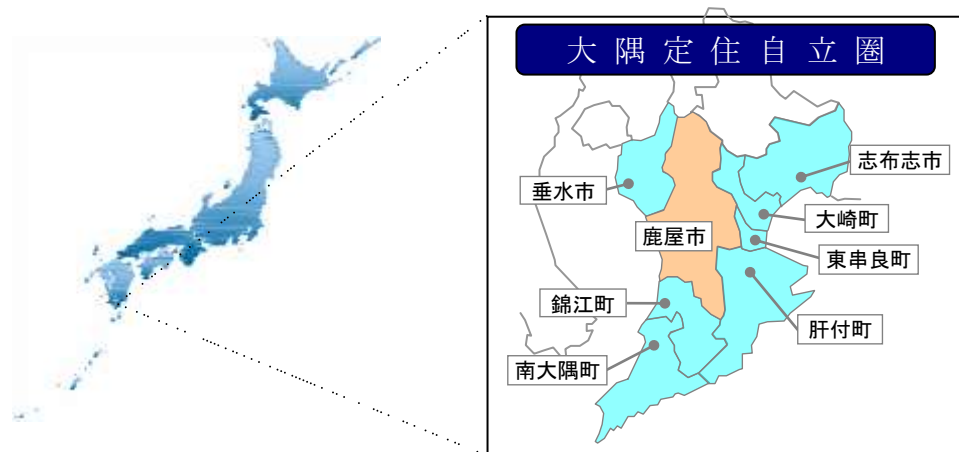 大隅定住自立圏
志布志市
垂水市
大崎町
鹿屋市
東串良町
錦江町
肝付町
南大隅町